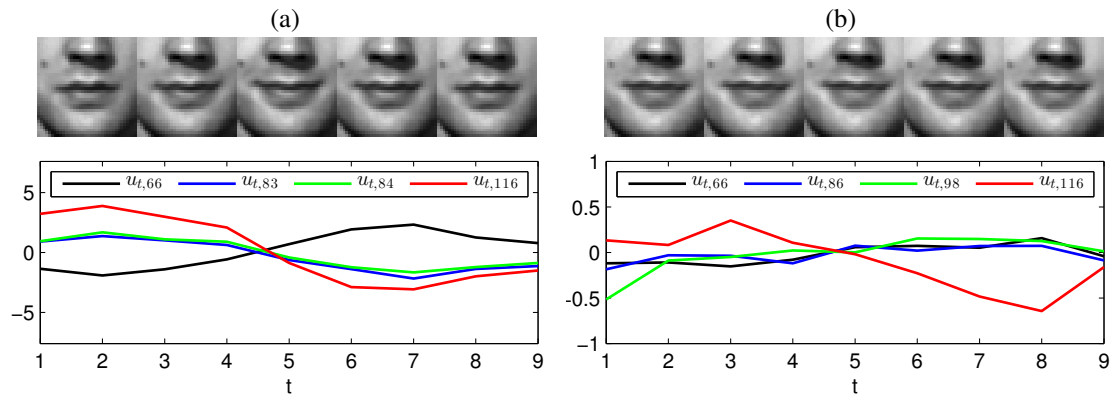 (a)
u_{t,66} u_{t,83} u_{t,84} u_{t,116}
5
0
−5
1 2 3 4 5 6 7 8 9
t
(b)
u_{t,66} u_{t,86} u_{t,98} u_{t,116}
1
0.5
0
-0.5
−1
1 2 3 4 5 6 7 8 9
t